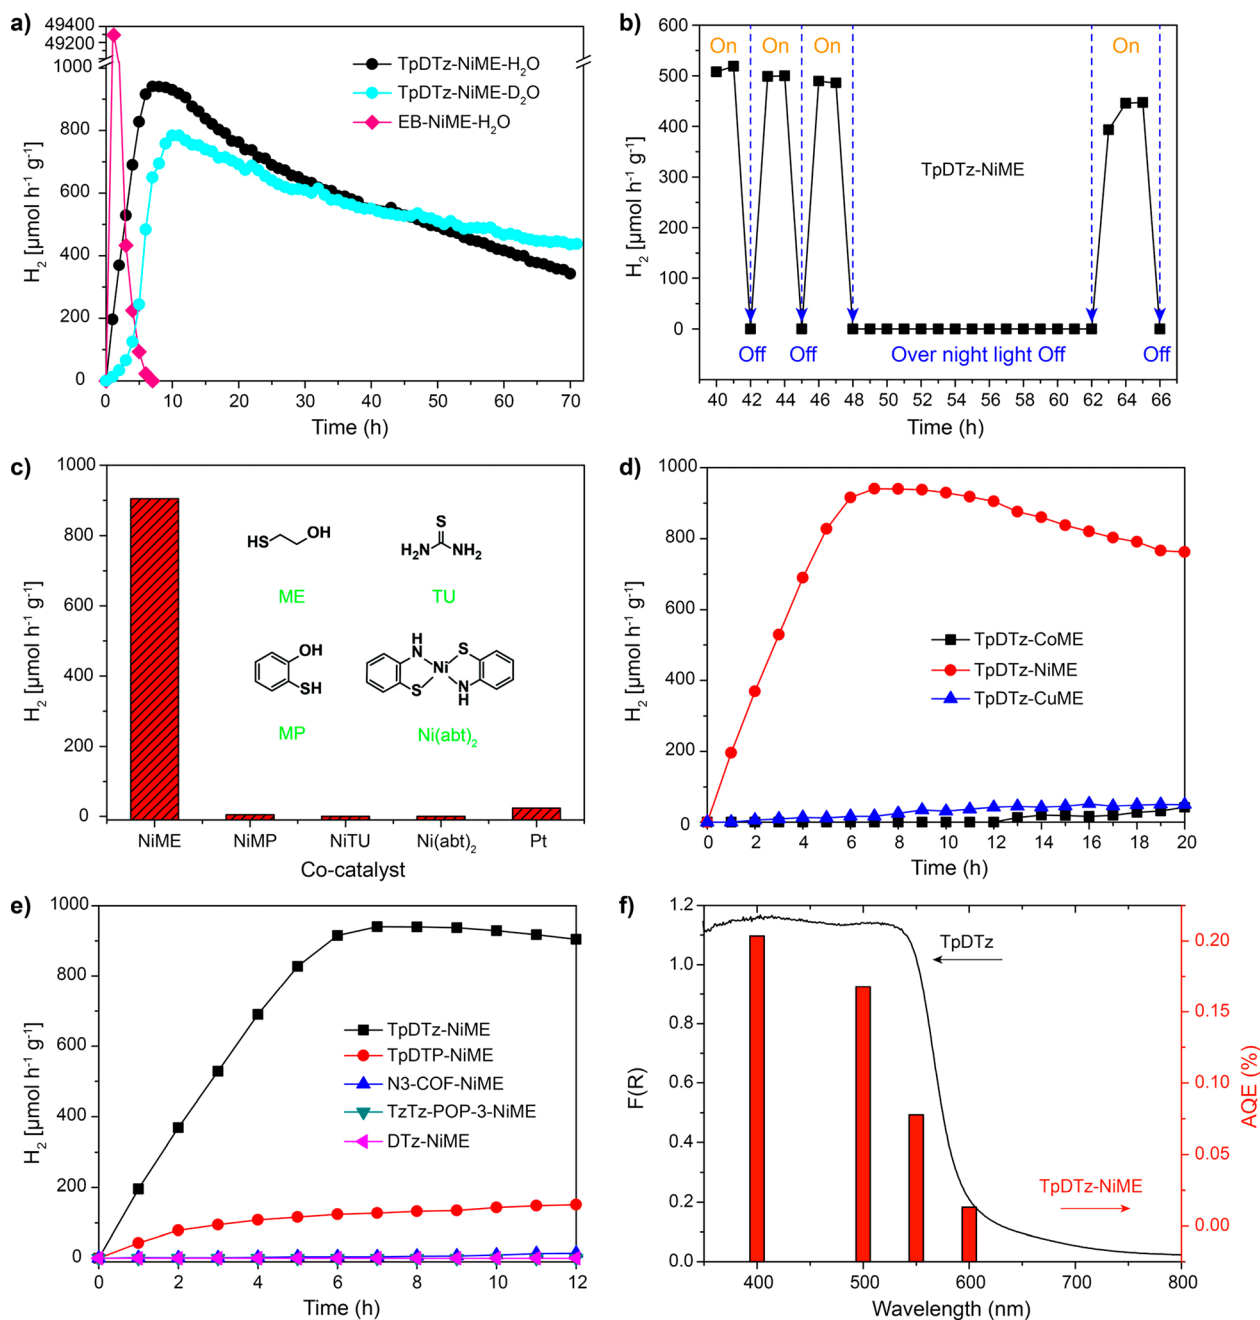 a)
49400
49200
1000
800
600
400
200
0
H₂ [µmol h⁻¹ g⁻¹]
TpDTz-NiME-H₂O
TpDTz-NiME-D₂O
EB-NiME-H₂O
0 10 20 30 40 50 60 70
Time (h)
b)
600
500
400
300
200
100
0
H₂ [µmol h⁻¹ g⁻¹]
On On On On
TpDTz-NiME
Off Off Over night light Off Off
40 42 44 46 48 50 52 54 56 58 60 62 64 66
Time (h)
c)
1000
800
900
400
200
0
H₂ [µmol h⁻¹ g⁻¹]
HS OH
ME
S
H₂N NH₂
TU
OH
SH
MP
H
N S
Ni
S N
H
Ni(abt)₂
NiME NiMP NiTU Ni(abt)₂ Pt
Co-catalyst
d)
1000
800
900
400
200
0
H₂ [µmol h⁻¹ g⁻¹]
TpDTz-CoME
TpDTz-NiME
TpDTz-CuME
0 2 4 6 8 10 12 14 16 18 20
Time (h)
e)
1000
800
900
400
200
0
H₂ [µmol h⁻¹ g⁻¹]
TpDTz-NiME
TpDTP-NiME
N3-COF-NiME
TzTz-POP-3-NiME
DTz-NiME
0 2 4 6 8 10 12
Time (h)
f)
1.2
1.0
1.2
0.8
0.6
0.4
0.2
0.0
F(R)
TpDTz
TpDTz-NiME
0.20
0.15
0.10
0.05
0.00
AQE (%)
400 500 600 700 800
Wavelength (nm)